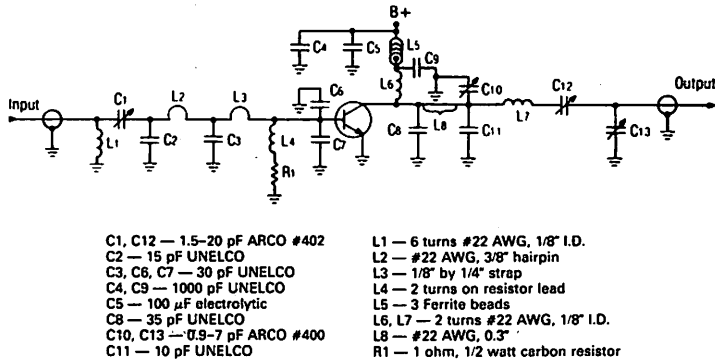 B+
C4
C5
L5
C9
L6
C10
C12
Output
Input
C1
L2
L3
C6
L7
L1
C2
C3
L4
C7
C8
L8
C11
C13
R1
C1, C12 — 1.5–20 pF ARCO #402
C2 — 15 pF UNELCO
C3, C6, C7 — 30 pF UNELCO
C4, C9 — 1000 pF UNELCO
C5 — 100 μF electrolytic
C8 — 35 pF UNELCO
C10, C13 — 0.9–7 pF ARCO #400
C11 — 10 pF UNELCO
L1 — 6 turns #22 AWG, 1/8" I.D.
L2 — #22 AWG, 3/8" hairpin
L3 — 1/8" by 1/4" strap
L4 — 2 turns on resistor lead
L5 — 3 Ferrite beads
L6, L7 — 2 turns #22 AWG, 1/8" I.D.
L8 — #22 AWG, 0.3"
R1 — 1 ohm, 1/2 watt carbon resistor